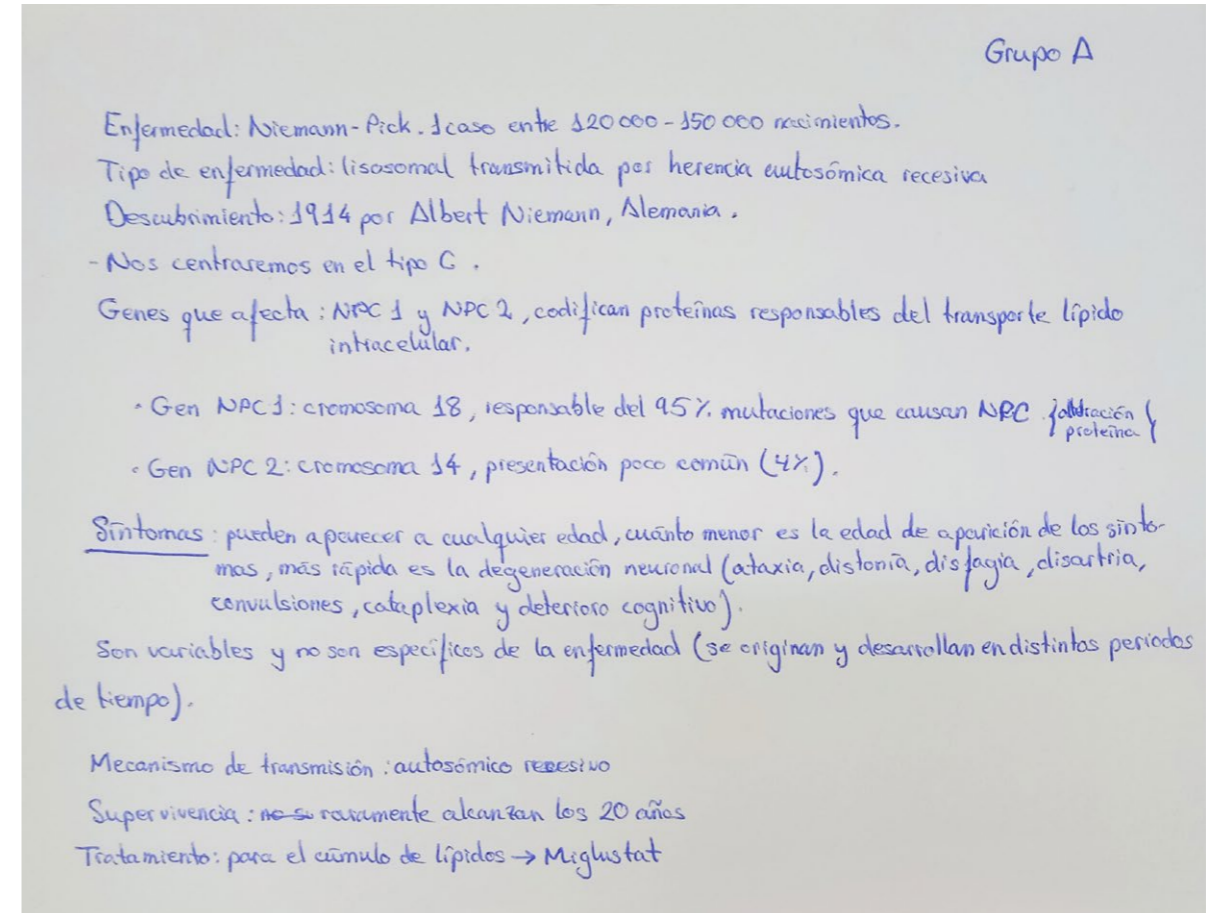 Grupo A
Enfermedad: Niemann-Pick. 1 caso entre 120 000 - 150 000 nacimientos.
Tipo de enfermedad: lisosomal transmitida por herencia autosómica recesiva
Descubrimiento: 1914 por Albert Niemann, Alemania.
- Nos centraremos en el tipo C.
Genes que afecta: NPC 1 y NPC 2, codifican proteínas responsables del transporte lípido
intracelular.
· Gen NPC1: cromosoma 18, responsable del 95% mutaciones que causan NPC. } alteración {
proteína
· Gen NPC 2: cromosoma 14, presentación poco común (4%).
Síntomas: pueden aparecer a cualquier edad, cuánto menor es la edad de aparición de los sínto-
mas, más rápida es la degeneración neuronal (ataxia, distonía, disfagia, disartria,
convulsiones, cataplexia y deterioro cognitivo).
Son variables y no son específicos de la enfermedad (se originan y desarrollan en distintos periodos
de tiempo).
Mecanismo de transmisión: autosómico recesivo
Supervivencia: no su raramente alcanzan los 20 años
Tratamiento: para el cúmulo de lípidos → Miglustat